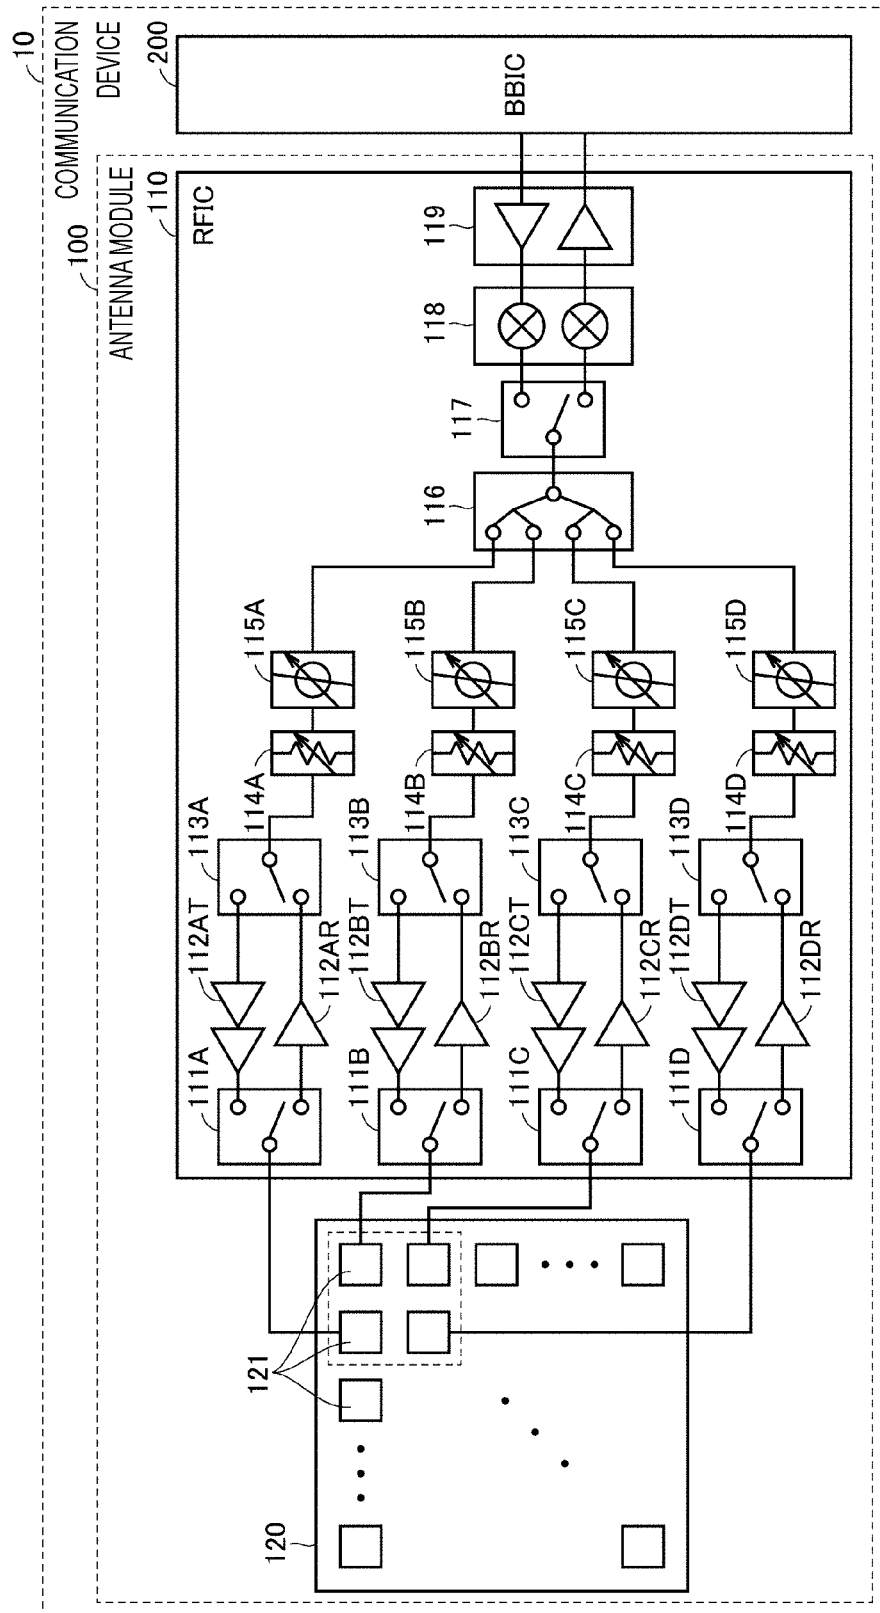 10
COMMUNICATION
DEVICE
200
BBIC
100
ANTENNA MODULE
110
RFIC
119
118
117
116
115A
115B
115C
115D
114A
114B
114C
114D
113A
113B
113C
113D
112AT
112BT
112CT
112DT
112AR
112BR
112CR
112DR
111A
111B
111C
111D
121
120